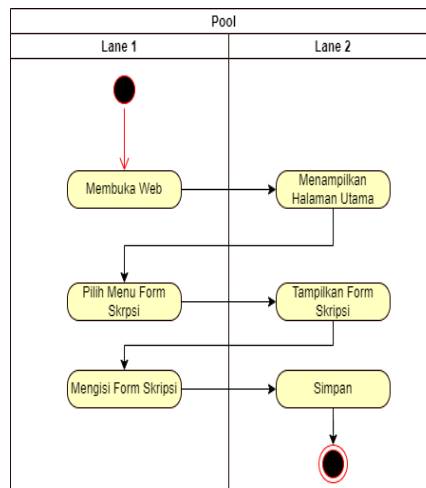 Pool
Lane 1
Lane 2
Membuka Web
Menampilkan
Halaman Utama
Pilih Menu Form
Skrpsi
Tampilkan Form
Skripsi
Mengisi Form Skripsi
Simpan